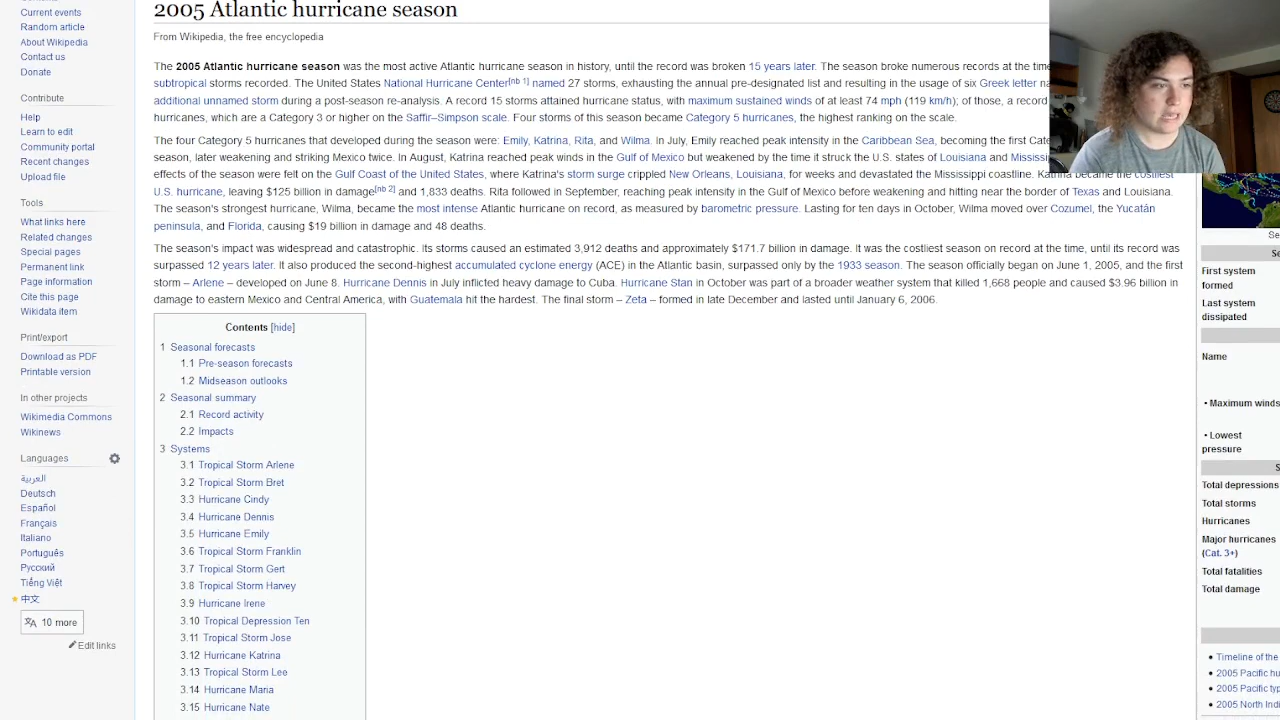 Current events
Random article
About Wikipedia
Contact us
Donate
Contribute
Help
Learn to edit
Community portal
Recent changes
Upload file
Tools
What links here
Related changes
Special pages
Permanent link
Page information
Cite this page
Wikidata item
Print/export
Download as PDF
Printable version
In other projects
Wikimedia Commons
Wikinews
Languages
العربية
Deutsch
Español
Français
Italiano
Português
Русский
Tiếng Việt
中文
10 more
Edit links
2005 Atlantic hurricane season
From Wikipedia, the free encyclopedia
The 2005 Atlantic hurricane season was the most active Atlantic hurricane season in history, until the record was broken 15 years later. The season broke numerous records at the time
subtropical storms recorded. The United States National Hurricane Center[nb 1] named 27 storms, exhausting the annual pre-designated list and resulting in the usage of six Greek letter
additional unnamed storm during a post-season re-analysis. A record 15 storms attained hurricane status, with maximum sustained winds of at least 74 mph (119 km/h); of those, a record
hurricanes, which are a Category 3 or higher on the Saffir–Simpson scale. Four storms of this season became Category 5 hurricanes, the highest ranking on the scale.
The four Category 5 hurricanes that developed during the season were: Emily, Katrina, Rita, and Wilma. In July, Emily reached peak intensity in the Caribbean Sea, becoming the first
season, later weakening and striking Mexico twice. In August, Katrina reached peak winds in the Gulf of Mexico but weakened by the time it struck the U.S. states of Louisiana and
effects of the season were felt on the Gulf Coast of the United States, where Katrina's storm surge crippled New Orleans, Louisiana, for weeks and devastated the Mississippi coastline. Katrina became the costliest
U.S. hurricane, leaving $125 billion in damage[nb 2] and 1,833 deaths. Rita followed in September, reaching peak intensity in the Gulf of Mexico before weakening and hitting near the border of Texas and Louisiana.
The season's strongest hurricane, Wilma, became the most intense Atlantic hurricane on record, as measured by barometric pressure. Lasting for ten days in October, Wilma moved over Cozumel, the Yucatán
peninsula, and Florida, causing $19 billion in damage and 48 deaths.
The season's impact was widespread and catastrophic. Its storms caused an estimated 3,912 deaths and approximately $171.7 billion in damage. It was the costliest season on record at the time, until its record was
surpassed 12 years later. It also produced the second-highest accumulated cyclone energy (ACE) in the Atlantic basin, surpassed only by the 1933 season. The season officially began on June 1, 2005, and the first
storm – Arlene – developed on June 8. Hurricane Dennis in July inflicted heavy damage to Cuba. Hurricane Stan in October was part of a broader weather system that killed 1,668 people and caused $3.96 billion in
damage to eastern Mexico and Central America, with Guatemala hit the hardest. The final storm – Zeta – formed in late December and lasted until January 6, 2006.
Contents [hide]
1 Seasonal forecasts
1.1 Pre-season forecasts
1.2 Midseason outlooks
2 Seasonal summary
2.1 Record activity
2.2 Impacts
3 Systems
3.1 Tropical Storm Arlene
3.2 Tropical Storm Bret
3.3 Hurricane Cindy
3.4 Hurricane Dennis
3.5 Hurricane Emily
3.6 Tropical Storm Franklin
3.7 Tropical Storm Gert
3.8 Tropical Storm Harvey
3.9 Hurricane Irene
3.10 Tropical Depression Ten
3.11 Tropical Storm Jose
3.12 Hurricane Katrina
3.13 Tropical Storm Lee
3.14 Hurricane Maria
3.15 Hurricane Nate
First system
formed
Last system
dissipated
Name
• Maximum winds
• Lowest
pressure
Total depressions
Total storms
Hurricanes
Major hurricanes
(Cat. 3+)
Total fatalities
Total damage
• Timeline of the
• 2005 Pacific
• 2005 Pacific
• 2005 North